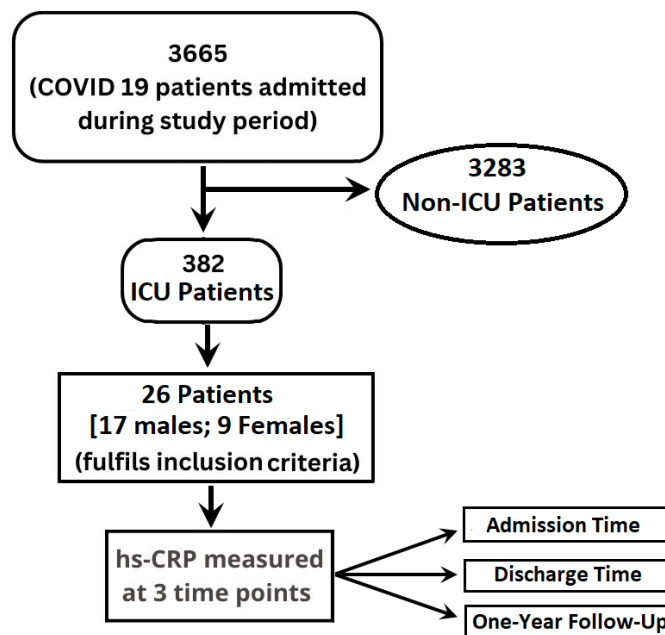 3665
(COVID 19 patients admitted
during study period)
3283
Non-ICU Patients
382
ICU Patients
26 Patients
[17 males; 9 Females]
(fulfils inclusion criteria)
hs-CRP measured
at 3 time points
Admission Time
Discharge Time
One-Year Follow-Up